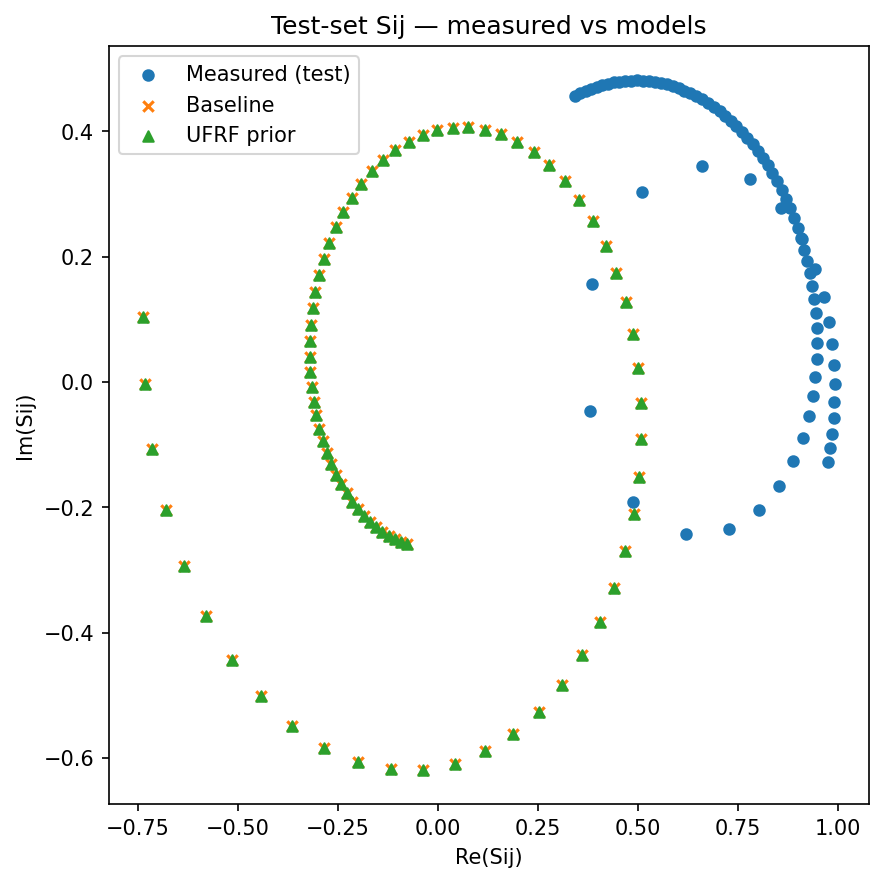 Test-set Sij — measured vs models
Measured (test)
Baseline
UFRF prior
0.4
0.2
0.0
−0.2
−0.4
−0.6
Im(Sij)
−0.75 −0.50 −0.25 0.00 0.25 0.50 0.75 1.00
Re(Sij)